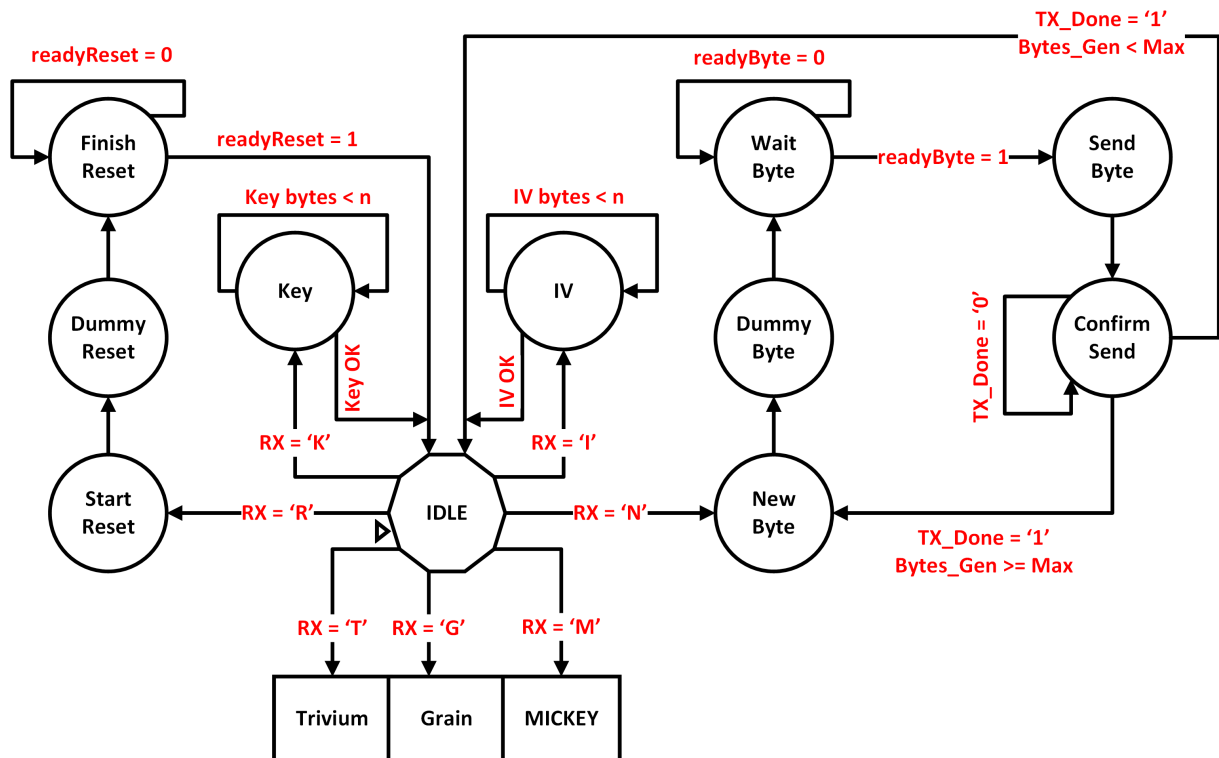 TX_Done = ‘1’
Bytes_Gen < Max
readyReset = 0
readyByte = 0
Finish
Reset
readyReset = 1
Wait
Byte
readyByte = 1
Send
Byte
Key bytes < n
IV bytes < n
Key
IV
Dummy
Reset
Dummy
Byte
Confirm
Send
TX_Done = ‘0’
Key OK
IV OK
RX = ‘K’
RX = ‘I’
Start
Reset
RX = ‘R’
IDLE
RX = ‘N’
New
Byte
TX_Done = ‘1’
Bytes_Gen >= Max
RX = ‘T’
RX = ‘G’
RX = ‘M’
Trivium
Grain
MICKEY